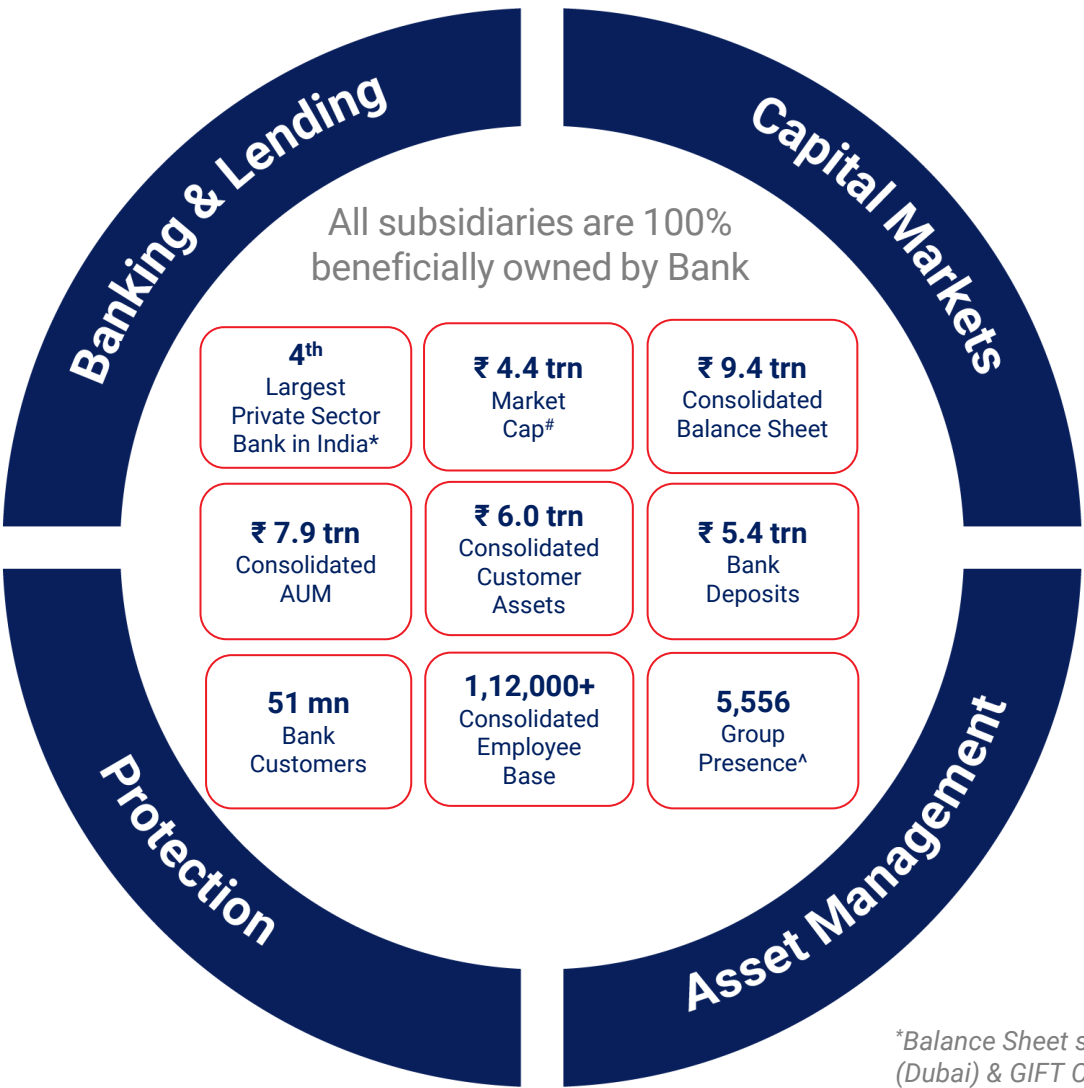 Banking & Lending
Capital Markets
All subsidiaries are 100%
beneficially owned by Bank
4th
Largest
Private Sector
Bank in India*
₹ 4.4 trn
Market
Cap#
₹ 9.4 trn
Consolidated
Balance Sheet
₹ 7.9 trn
Consolidated
AUM
₹ 6.0 trn
Consolidated
Customer
Assets
₹ 5.4 trn
Bank
Deposits
51 mn
Bank
Customers
1,12,000+
Consolidated
Employee
Base
5,556
Group
Presence^
Protection
Asset Management
*Balance Sheet
(Dubai) & GIFT